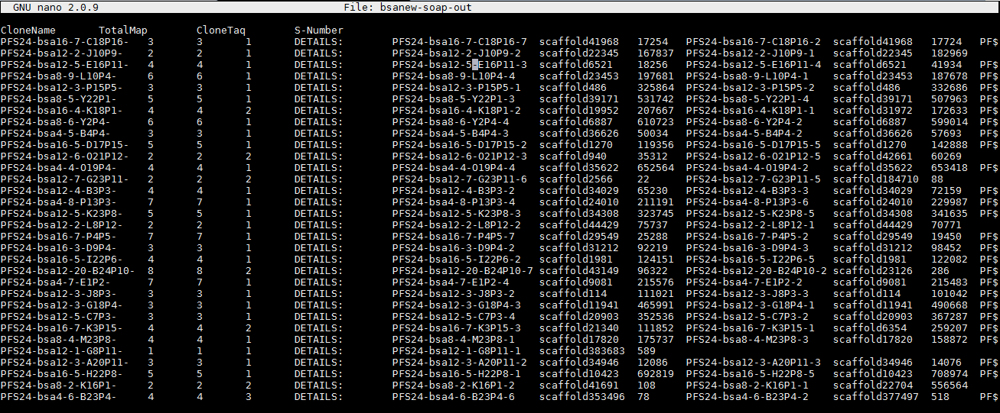 GNU nano 2.0.9 File: bsanew-soap-out
CloneName TotalMap CloneTaq S-Number
PFS24-bsa16-7-C18P16- 3 3 1 DETAILS: PFS24-bsa16-7-C18P16-7 scaffold41968 17254 PFS24-bsa16-7-C18P16-2 scaffold41968 17724 PF$
PFS24-bsa12-2-J10P9- 2 2 1 DETAILS: PFS24-bsa12-2-J10P9-2 scaffold22345 167837 PFS24-bsa12-2-J10P9-1 scaffold22345 182969
PFS24-bsa12-5-E16P11- 4 4 1 DETAILS: PFS24-bsa12-5-E16P11-3 scaffold6521 18256 PFS24-bsa12-5-E16P11-4 scaffold6521 41934 PF$
PFS24-bsa8-9-L10P4- 6 6 1 DETAILS: PFS24-bsa8-9-L10P4-4 scaffold23453 197681 PFS24-bsa8-9-L10P4-1 scaffold23453 187678 PF$
PFS24-bsa12-3-P15P5- 3 3 1 DETAILS: PFS24-bsa12-3-P15P5-1 scaffold486 325864 PFS24-bsa12-3-P15P5-2 scaffold486 332686 PF$
PFS24-bsa8-5-Y22P1- 5 5 1 DETAILS: PFS24-bsa8-5-Y22P1-3 scaffold39171 531742 PFS24-bsa8-5-Y22P1-4 scaffold39171 507963 PF$
PFS24-bsa16-4-K18P1- 4 4 2 DETAILS: PFS24-bsa16-4-K18P1-2 scaffold19952 207667 PFS24-bsa16-4-K18P1-1 scaffold31972 172633 PF$
PFS24-bsa8-6-Y2P4- 6 6 1 DETAILS: PFS24-bsa8-6-Y2P4-4 scaffold6887 610723 PFS24-bsa8-6-Y2P4-2 scaffold6887 599014 PF$
PFS24-bsa4-5-B4P4- 3 3 1 DETAILS: PFS24-bsa4-5-B4P4-3 scaffold36626 50034 PFS24-bsa4-5-B4P4-2 scaffold36626 57693 PF$
PFS24-bsa16-5-D17P15- 5 5 1 DETAILS: PFS24-bsa16-5-D17P15-2 scaffold1270 119356 PFS24-bsa16-5-D17P15-5 scaffold1270 142888 PF$
PFS24-bsa12-6-O21P12- 2 2 2 DETAILS: PFS24-bsa12-6-O21P12-3 scaffold940 35312 PFS24-bsa12-6-O21P12-5 scaffold42661 60269
PFS24-bsa4-4-O19P4- 4 4 1 DETAILS: PFS24-bsa4-4-O19P4-4 scaffold35622 652564 PFS24-bsa4-4-O19P4-2 scaffold35622 653418 PF$
PFS24-bsa12-7-G23P11- 2 2 2 DETAILS: PFS24-bsa12-7-G23P11-6 scaffold2566 22 PFS24-bsa12-7-G23P11-5 scaffold184710 88
PFS24-bsa12-4-B3P3- 4 4 1 DETAILS: PFS24-bsa12-4-B3P3-2 scaffold34029 65230 PFS24-bsa12-4-B3P3-3 scaffold34029 72159 PF$
PFS24-bsa4-8-P13P3- 7 7 1 DETAILS: PFS24-bsa4-8-P13P3-4 scaffold24010 211191 PFS24-bsa4-8-P13P3-6 scaffold24010 229987 PF$
PFS24-bsa12-5-K23P8- 5 5 1 DETAILS: PFS24-bsa12-5-K23P8-3 scaffold34308 323745 PFS24-bsa12-5-K23P8-5 scaffold34308 341635 PF$
PFS24-bsa12-2-L8P12- 2 2 1 DETAILS: PFS24-bsa12-2-L8P12-2 scaffold44429 75737 PFS24-bsa12-2-L8P12-1 scaffold44429 70771
PFS24-bsa16-7-P4P5- 7 7 1 DETAILS: PFS24-bsa16-7-P4P5-7 scaffold29549 25288 PFS24-bsa16-7-P4P5-2 scaffold29549 19450 PF$
PFS24-bsa16-3-D9P4- 3 3 1 DETAILS: PFS24-bsa16-3-D9P4-2 scaffold31212 92219 PFS24-bsa16-3-D9P4-3 scaffold31212 98452 PF$
PFS24-bsa16-5-I22P6- 4 4 1 DETAILS: PFS24-bsa16-5-I22P6-2 scaffold1981 124151 PFS24-bsa16-5-I22P6-5 scaffold1981 122082 PF$
PFS24-bsa12-20-B24P10- 8 8 2 DETAILS: PFS24-bsa12-20-B24P10-7 scaffold43149 96322 PFS24-bsa12-20-B24P10-2 scaffold23126 286 PF$
PFS24-bsa4-7-E1P2- 7 7 1 DETAILS: PFS24-bsa4-7-E1P2-4 scaffold9081 215576 PFS24-bsa4-7-E1P2-2 scaffold9081 215483 PF$
PFS24-bsa12-3-J8P3- 3 3 1 DETAILS: PFS24-bsa12-3-J8P3-2 scaffold114 111021 PFS24-bsa12-3-J8P3-3 scaffold114 101042 PF$
PFS24-bsa12-3-G18P4- 3 3 1 DETAILS: PFS24-bsa12-3-G18P4-3 scaffold11941 465991 PFS24-bsa12-3-G18P4-1 scaffold11941 490668 PF$
PFS24-bsa12-5-C7P3- 3 3 1 DETAILS: PFS24-bsa12-5-C7P3-4 scaffold20903 352536 PFS24-bsa12-5-C7P3-2 scaffold20903 367287 PF$
PFS24-bsa16-7-K3P15- 4 4 2 DETAILS: PFS24-bsa16-7-K3P15-3 scaffold21340 111852 PFS24-bsa16-7-K3P15-1 scaffold6354 259207 PF$
PFS24-bsa8-4-M23P8- 4 4 1 DETAILS: PFS24-bsa8-4-M23P8-1 scaffold17820 175737 PFS24-bsa8-4-M23P8-3 scaffold17820 158872 PF$
PFS24-bsa12-1-G8P11- 1 1 1 DETAILS: PFS24-bsa12-1-G8P11-1 scaffold383683 589
PFS24-bsa12-3-A20P11- 3 3 1 DETAILS: PFS24-bsa12-3-A20P11-2 scaffold34946 12086 PFS24-bsa12-3-A20P11-3 scaffold34946 14076 PF$
PFS24-bsa16-5-H22P8- 5 5 1 DETAILS: PFS24-bsa16-5-H22P8-1 scaffold10423 692819 PFS24-bsa16-5-H22P8-5 scaffold10423 708974 PF$
PFS24-bsa8-2-K16P1- 2 2 2 DETAILS: PFS24-bsa8-2-K16P1-2 scaffold41691 108 PFS24-bsa8-2-K16P1-1 scaffold22704 556564
PFS24-bsa4-6-B23P4- 4 4 3 DETAILS: PFS24-bsa4-6-B23P4-6 scaffold353496 78 PFS24-bsa4-6-B23P4-2 scaffold377497 518 PF$